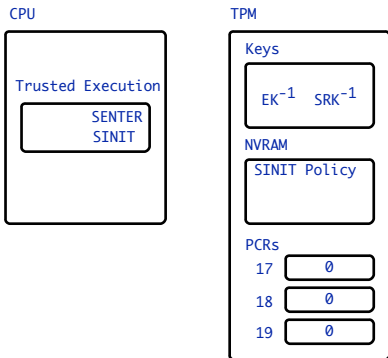 CPU
Trusted Execution
SENTER
SINIT
TPM
Keys
EK-1 SRK-1
NVRAM
SINIT Policy
PCRs
17 0
18 0
19 0